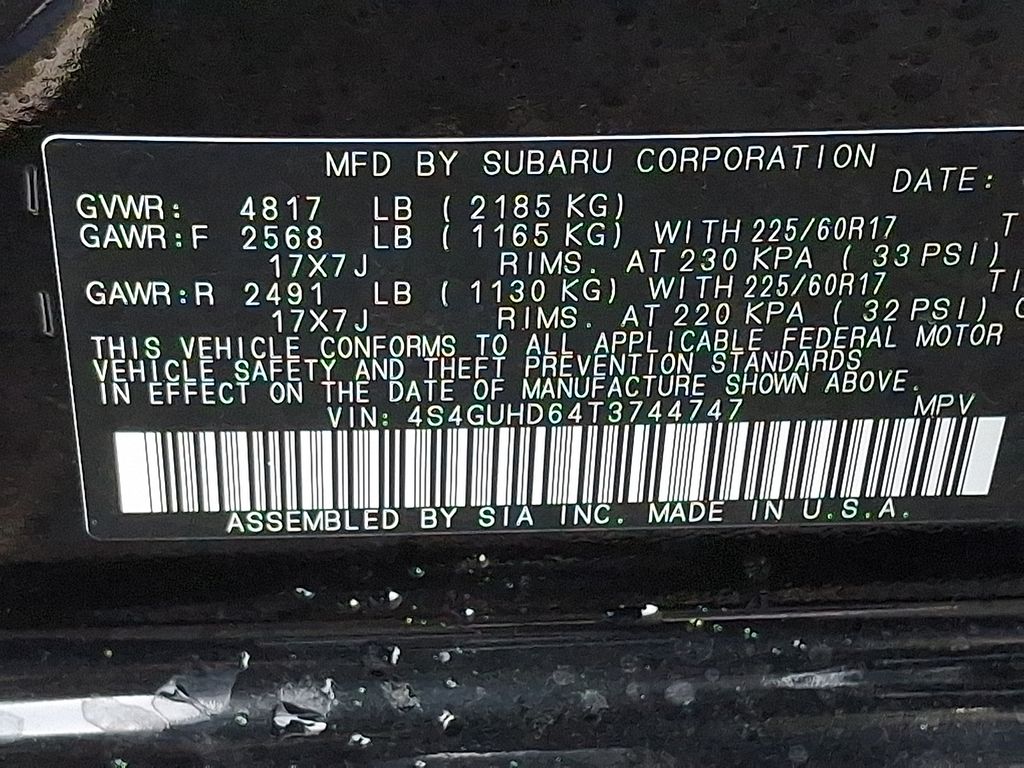 MFD BY SUBARU CORPORATION
DATE:
GVWR: 4817 LB ( 2185 KG)
GAWR:F 2568 LB ( 1165 KG) WITH 225/60R17
17X7J RIMS. AT 230 KPA ( 33 PSI)
GAWR:R 2491 LB ( 1130 KG) WITH 225/60R17
17X7J RIMS. AT 220 KPA ( 32 PSI)
THIS VEHICLE CONFORMS TO ALL APPLICABLE FEDERAL MOTOR
VEHICLE SAFETY AND THEFT PREVENTION STANDARDS
IN EFFECT ON THE DATE OF MANUFACTURE SHOWN ABOVE.
VIN: 4S4GUHD64T3744747 MPV
ASSEMBLED BY SIA INC. MADE IN U.S.A.